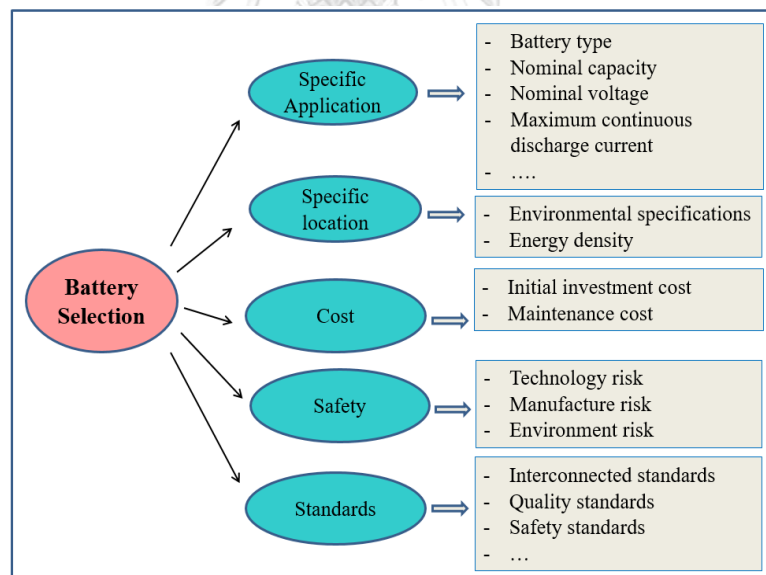 Battery
Selection
Specific
Application
- Battery type
- Nominal capacity
- Nominal voltage
- Maximum continuous
discharge current
- ....
Specific
location
- Environmental specifications
- Energy density
Cost
- Initial investment cost
- Maintenance cost
Safety
- Technology risk
- Manufacture risk
- Environment risk
Standards
- Interconnected standards
- Quality standards
- Safety standards
- ...